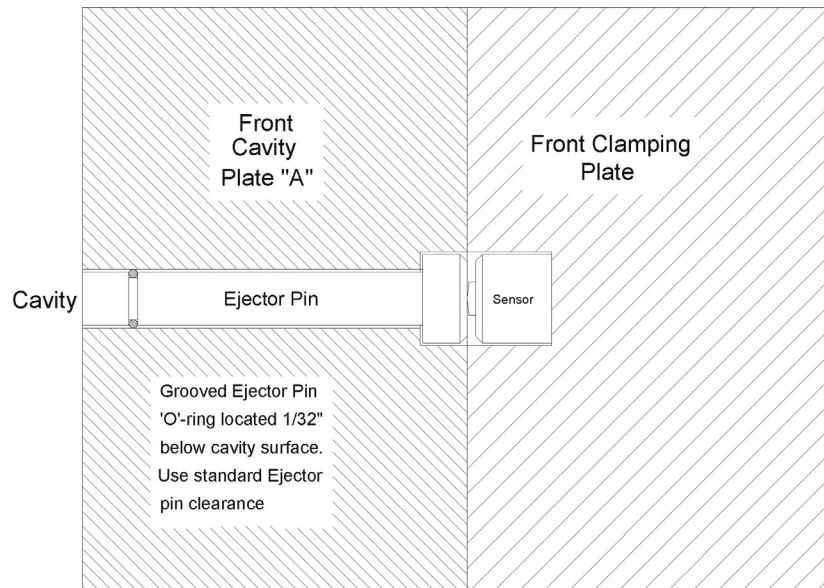 Front
Cavity
Plate "A"
Front Clamping
Plate
Cavity
Ejector Pin
Sensor
Grooved Ejector Pin
'O'-ring located 1/32"
below cavity surface.
Use standard Ejector
pin clearance